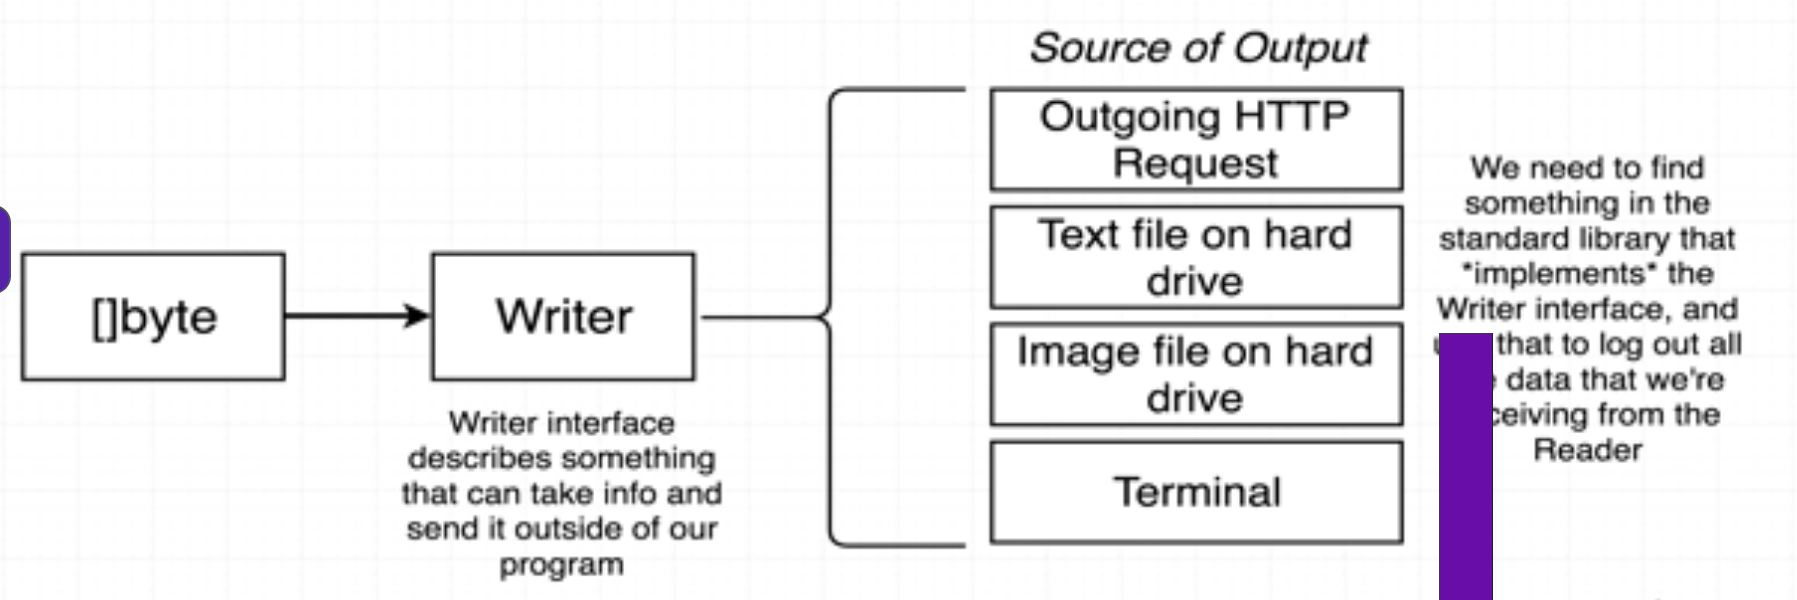 Source of Output
Outgoing HTTP
Request
Text file on hard
drive
Image file on hard
drive
Terminal
[]byte
Writer
Writer interface
describes something
that can take info and
send it outside of our
program
We need to find
something in the
standard library that
*implements* the
Writer interface, and
that to log out all
data that we're
from the
Reader